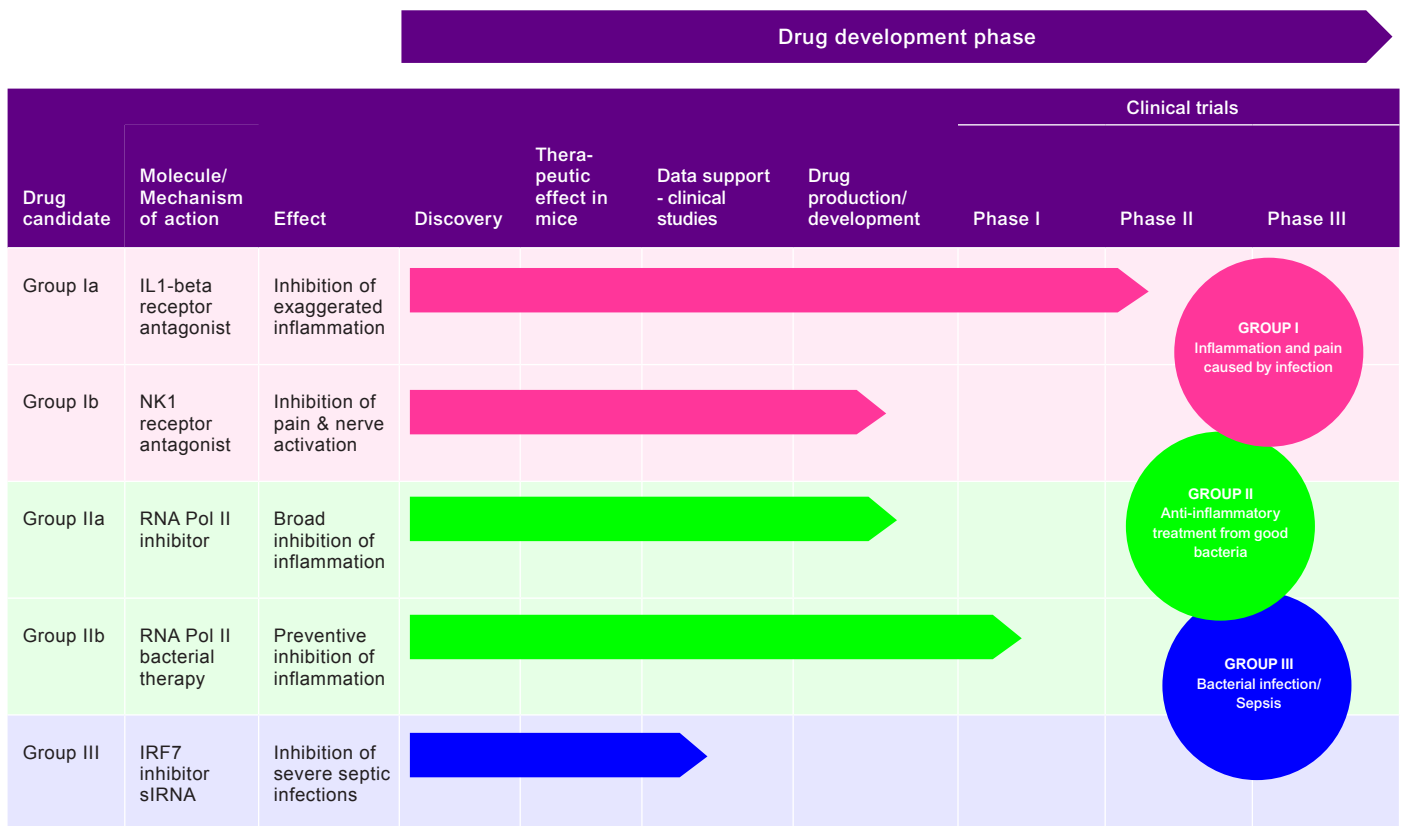 Drug development phase
Clinical trials
Drug
candidate
Molecule/
Mechanism
of action
Effect
Discovery
Thera-
peutic
effect in
mice
Data support
- clinical
studies
Drug
production/
development
Phase I
Phase II
Phase III
Group Ia
IL1-beta
receptor
antagonist
Inhibition of
exaggerated
inflammation
Group Ib
NK1
receptor
antagonist
Inhibition of
pain & nerve
activation
Group IIa
RNA Pol II
inhibitor
Broad
inhibition of
inflammation
Group IIb
RNA Pol II
bacterial
therapy
Preventive
inhibition of
inflammation
Group III
IRF7
inhibitor
sIRNA
Inhibition of
severe septic
infections
GROUP I
Inflammation and pain
caused by infection
GROUP II
Anti-inflammatory
treatment from good
bacteria
GROUP III
Bacterial infection/
Sepsis